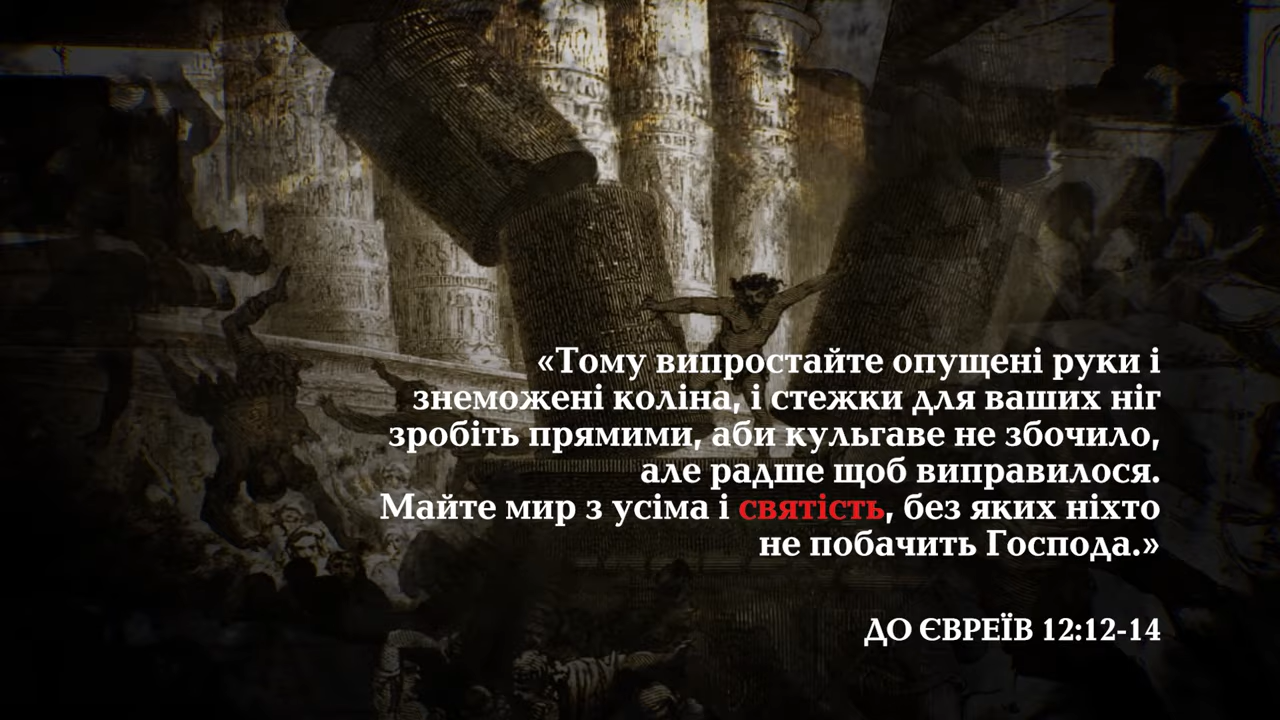 «Тому випростайте опущені руки і
знеможені коліна, і стежки для ваших ніг
зробіть прямими, аби кульгаве не збочило,
але радше щоб виправилося.
Майте мир з усіма і святість, без яких ніхто
не побачить Господа.»
ДО ЄВРЕЇВ 12:12-14